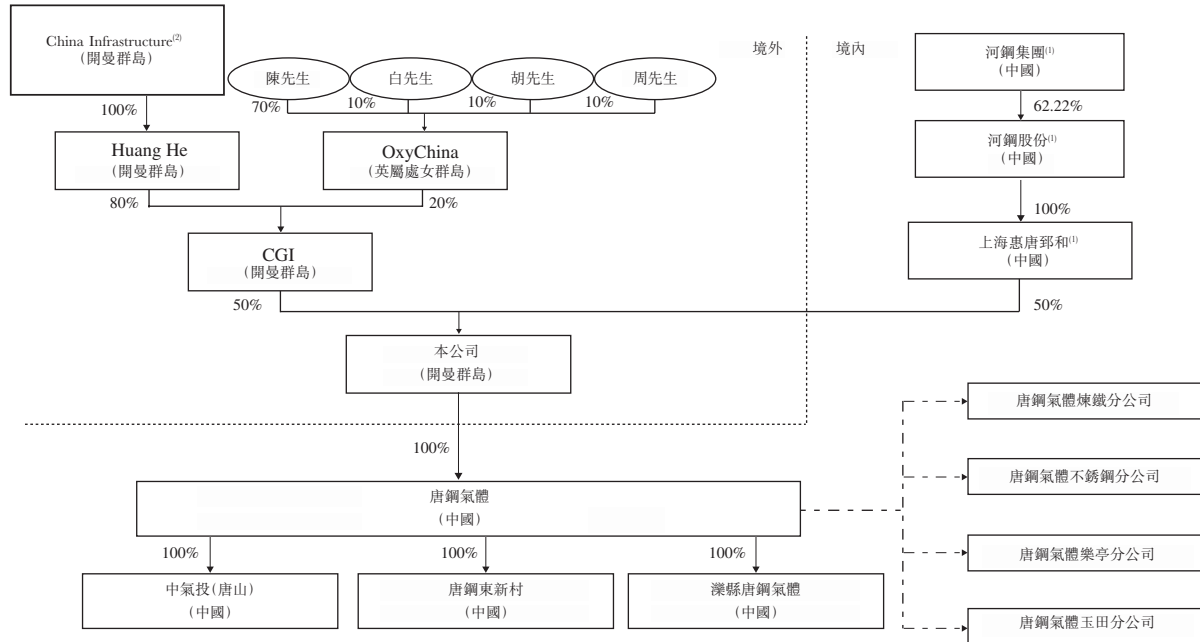 China Infrastructure(2)
(開曼群島)
境外
境內
河鋼集團(1)
(中國)
陳先生
白先生
胡先生
周先生
100%
70%
10%
10%
10%
62.22%
Huang He
(開曼群島)
OxyChina
(英屬處女群島)
河鋼股份(1)
(中國)
80%
20%
100%
CGI
(開曼群島)
上海惠唐郅和(1)
(中國)
50%
50%
本公司
(開曼群島)
100%
唐鋼氣體煉鐵分公司
唐鋼氣體不銹鋼分公司
唐鋼氣體
(中國)
唐鋼氣體樂亭分公司
100%
100%
100%
中氣投(唐山)
(中國)
唐鋼東新村
(中國)
灤縣唐鋼氣體
(中國)
唐鋼氣體玉田分公司